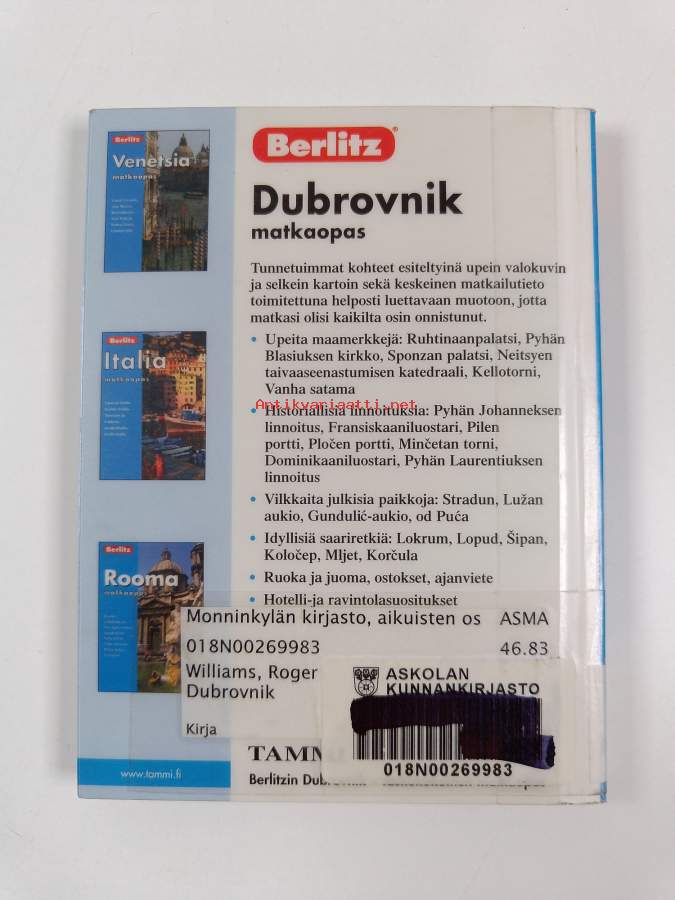 Berlitz
Venetsia
matkaopas
Berlitz
Italia
matkaopas
Berlitz
Rooma
matkaopas
www.tammi.fi
Berlitz®
Dubrovnik
matkaopas
Tunnetuimmat kohteet esiteltyinä upein valokuvin
ja selkein kartoin sekä keskeinen matkailutieto
toimitettuna helposti luettavaan muotoon, jotta
matkasi olisi kaikilta osin onnistunut.
• Upeita maamerkkejä: Ruhtinaanpalatsi, Pyhän
Blasiuksen kirkko, Sponzan palatsi, Neitsyen
taivaaseenastumisen katedraali, Kellotorni,
Vanha satama
Antikvariaatti.net
• Historiallisia linnoituksia: Pyhän Johanneksen
linnoitus, Fransiskaaniluostari, Pilen
portti, Pločen portti, Minčetan torni,
Dominikaaniluostari, Pyhän Laurentiuksen
linnoitus
• Vilkkaita julkisia paikkoja: Stradun, Lužan
aukio, Gundulić-aukio, od Puća
• Idyllisiä saariretkiä: Lokrum, Lopud, Šipan,
Koločep, Mljet, Korčula
• Ruoka ja juoma, ostokset, ajanviete
• Hotelli-ja ravintolasuositukset
Monninkylän kirjasto, aikuisten os ASMA
018N00269983 46.83
Williams, Roger
Dubrovnik
Kirja
ASKOLAN
KUNNANKIRJASTO
018N00269983
Berlitzin